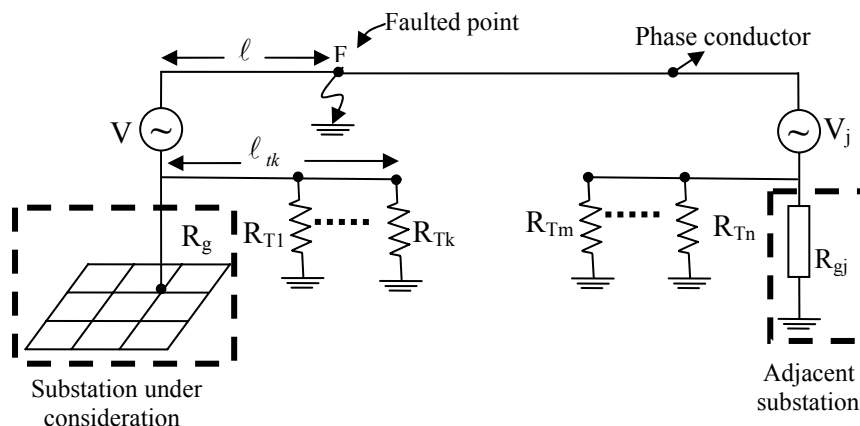 Faulted point
ℓ
F
Phase conductor
V
~
~
V_j
ℓ_tk
R_g
R_T1
R_Tk
R_Tm
R_Tn
R_gj
Substation under
consideration
Adjacent
substation